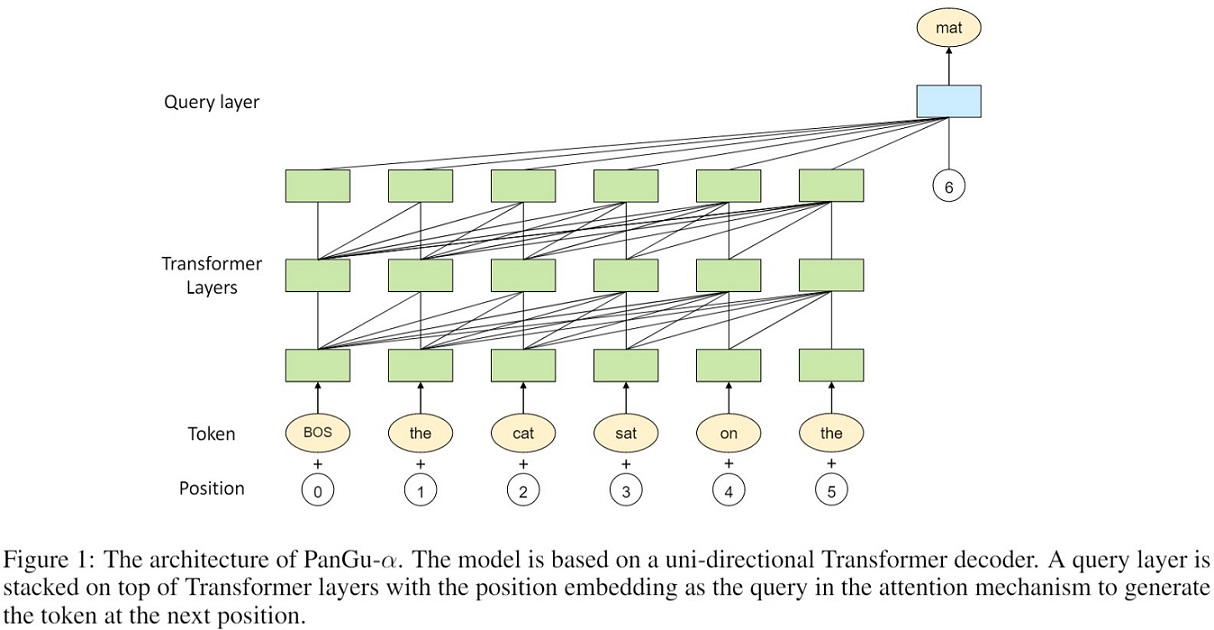 mat
Query layer
6
Transformer
Layers
Token BOS the cat sat on the
+ + + + + +
Position 0 1 2 3 4 5
Figure 1: The architecture of PanGu-α. The model is based on a uni-directional Transformer decoder. A query layer is
stacked on top of Transformer layers with the position embedding as the query in the attention mechanism to generate
the token at the next position.